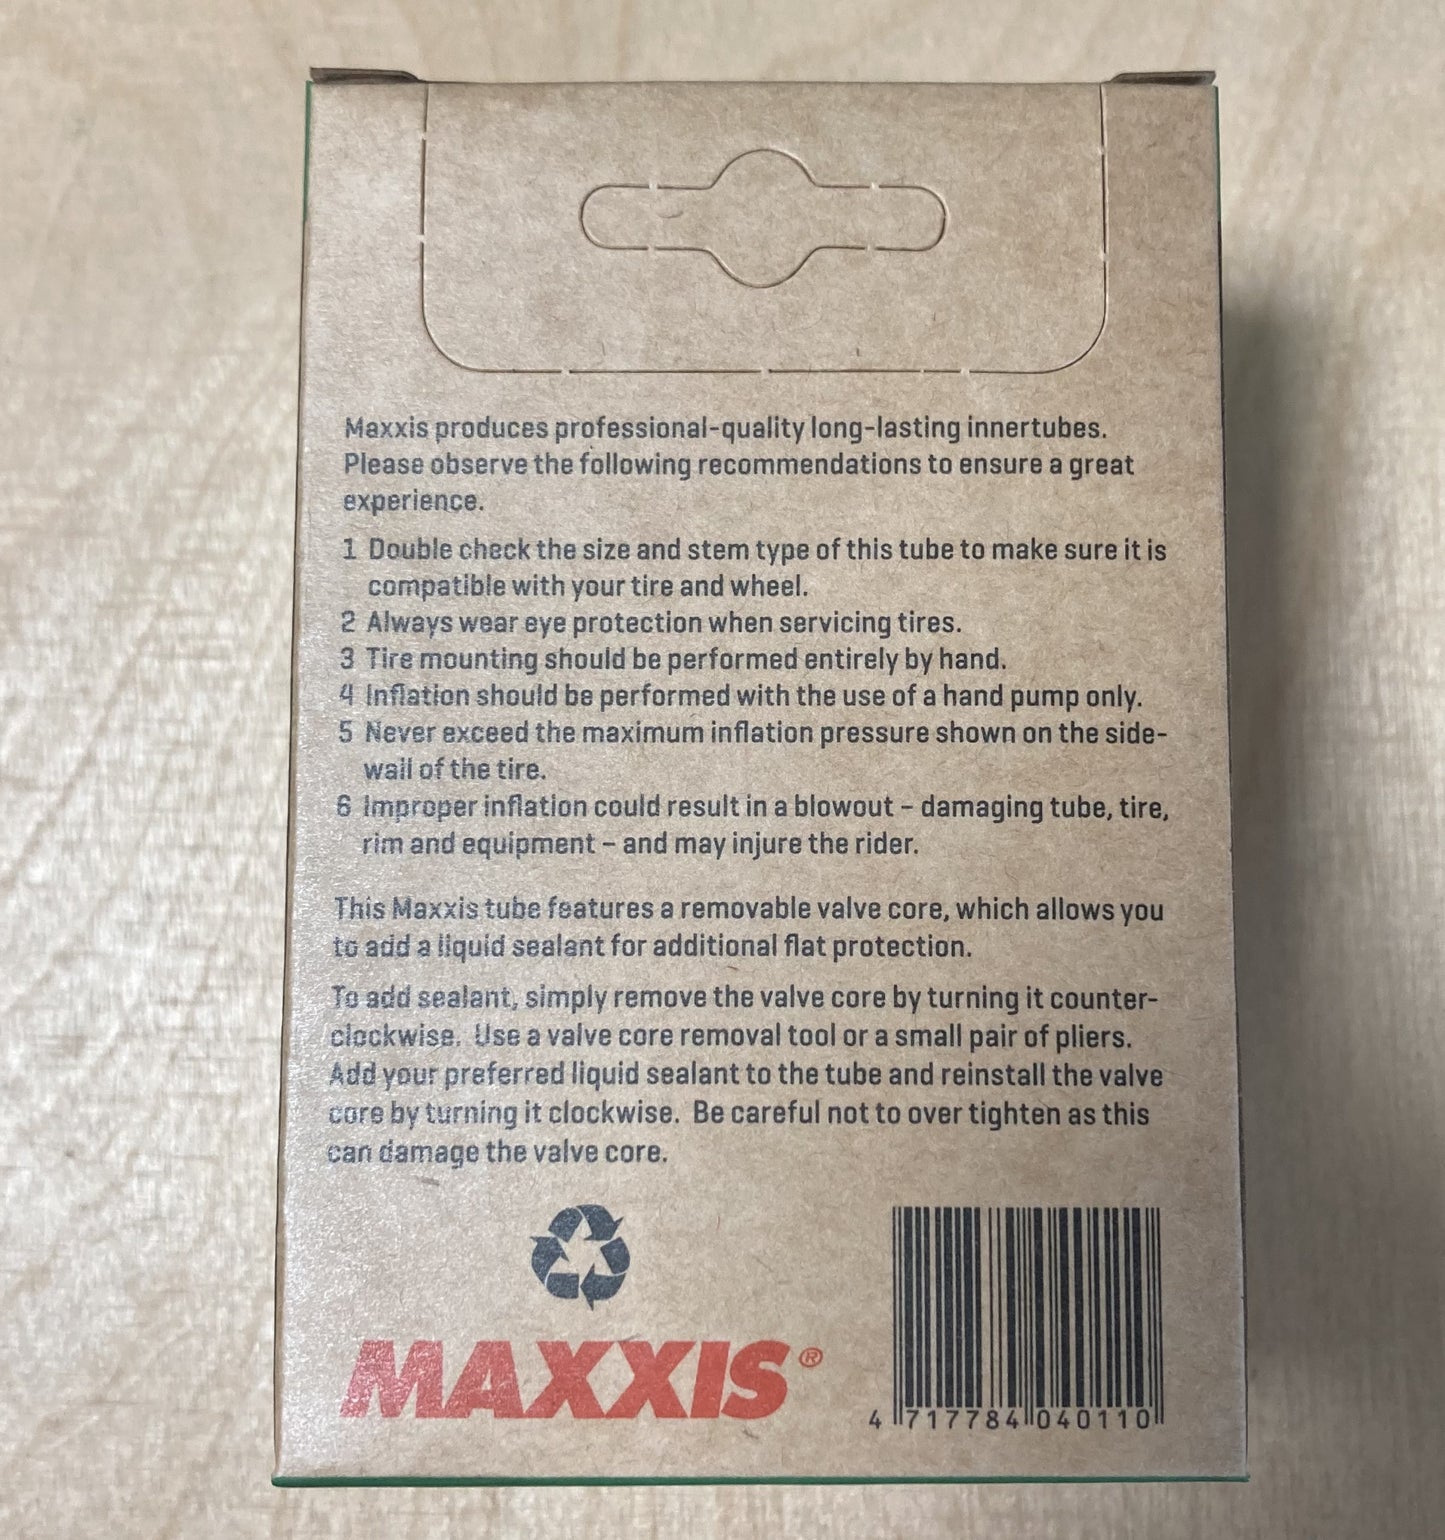 Maxxis produces professional-quality long-lasting innertubes.
Please observe the following recommendations to ensure a great
experience.
1 Double check the size and stem type of this tube to make sure it is
compatible with your tire and wheel.
2 Always wear eye protection when servicing tires.
3 Tire mounting should be performed entirely by hand.
4 Inflation should be performed with the use of a hand pump only.
5 Never exceed the maximum inflation pressure shown on the side-
wall of the tire.
6 Improper inflation could result in a blowout – damaging tube, tire,
rim and equipment – and may injure the rider.
This Maxxis tube features a removable valve core, which allows you
to add a liquid sealant for additional flat protection.
To add sealant, simply remove the valve core by turning it counter-
clockwise. Use a valve core removal tool or a small pair of pliers.
Add your preferred liquid sealant to the tube and reinstall the valve
core by turning it clockwise. Be careful not to over tighten as this
can damage the valve core.
MAXXIS®
4 717784 040110